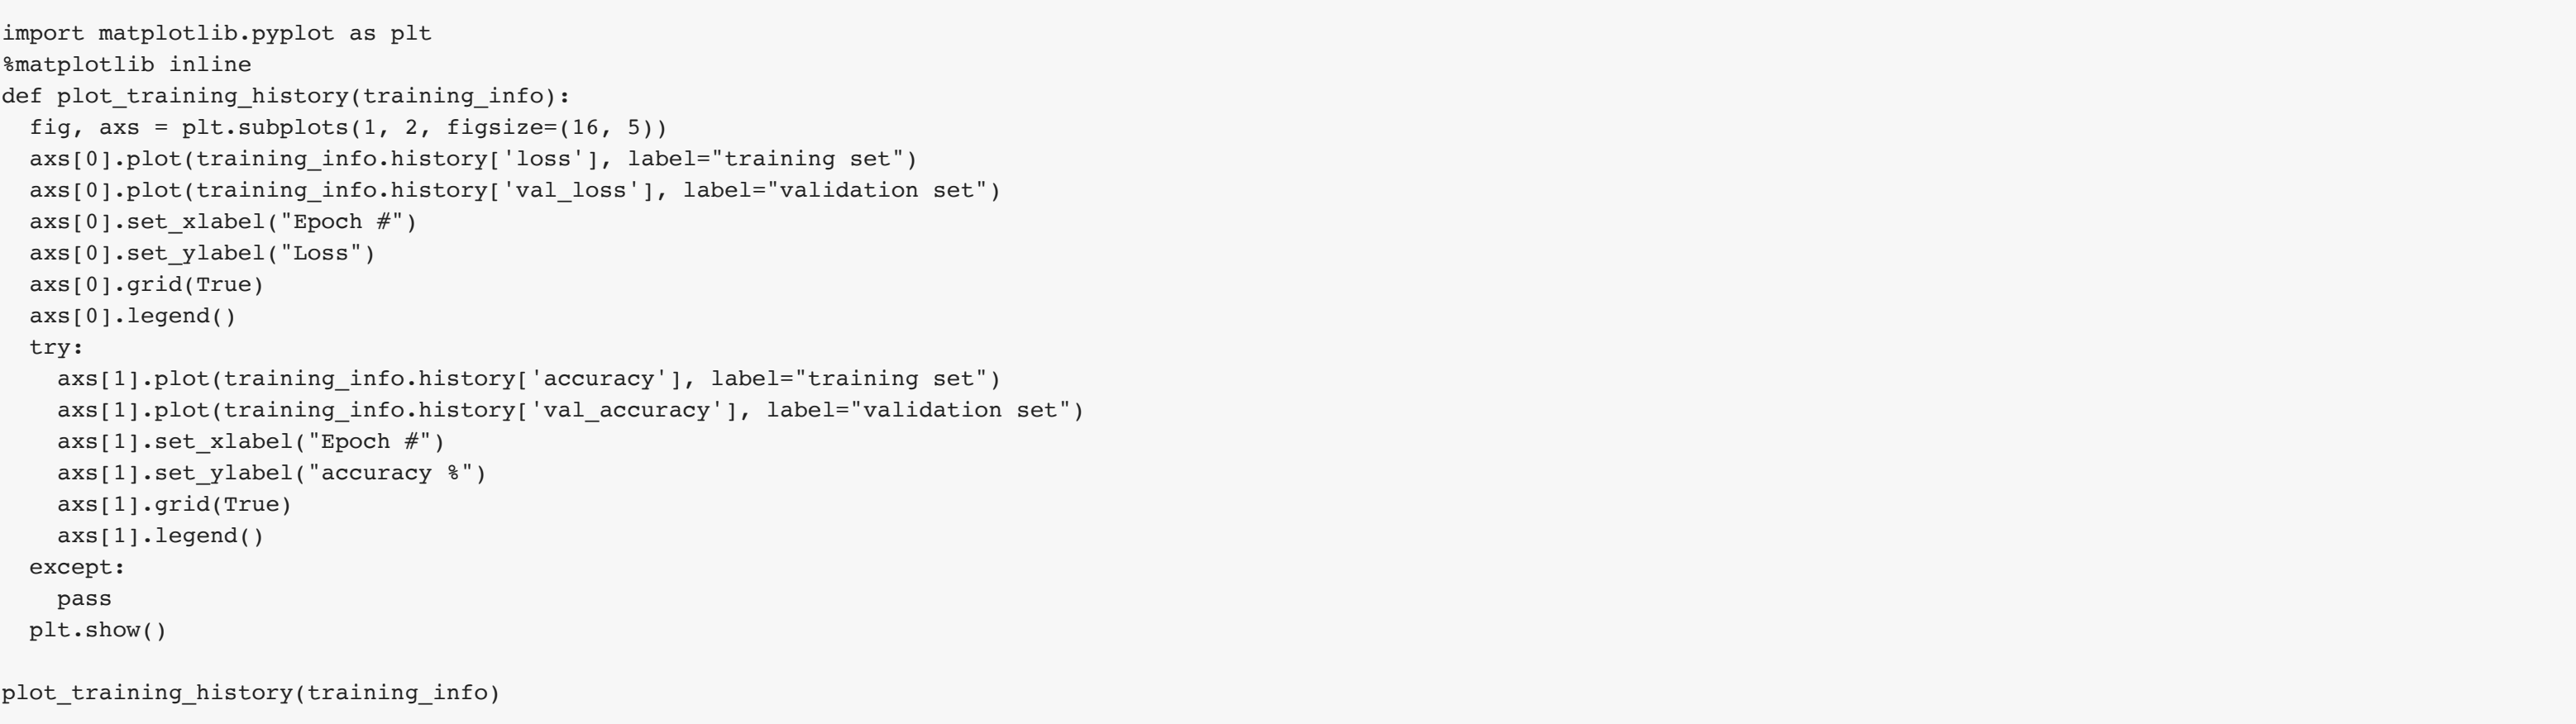 import matplotlib.pyplot as plt
%matplotlib inline
def plot_training_history(training_info):
  fig, axs = plt.subplots(1, 2, figsize=(16, 5))
  axs[0].plot(training_info.history['loss'], label="training set")
  axs[0].plot(training_info.history['val_loss'], label="validation set")
  axs[0].set_xlabel("Epoch #")
  axs[0].set_ylabel("Loss")
  axs[0].grid(True)
  axs[0].legend()
  try:
    axs[1].plot(training_info.history['accuracy'], label="training set")
    axs[1].plot(training_info.history['val_accuracy'], label="validation set")
    axs[1].set_xlabel("Epoch #")
    axs[1].set_ylabel("accuracy %")
    axs[1].grid(True)
    axs[1].legend()
  except:
    pass
  plt.show()

plot_training_history(training_info)